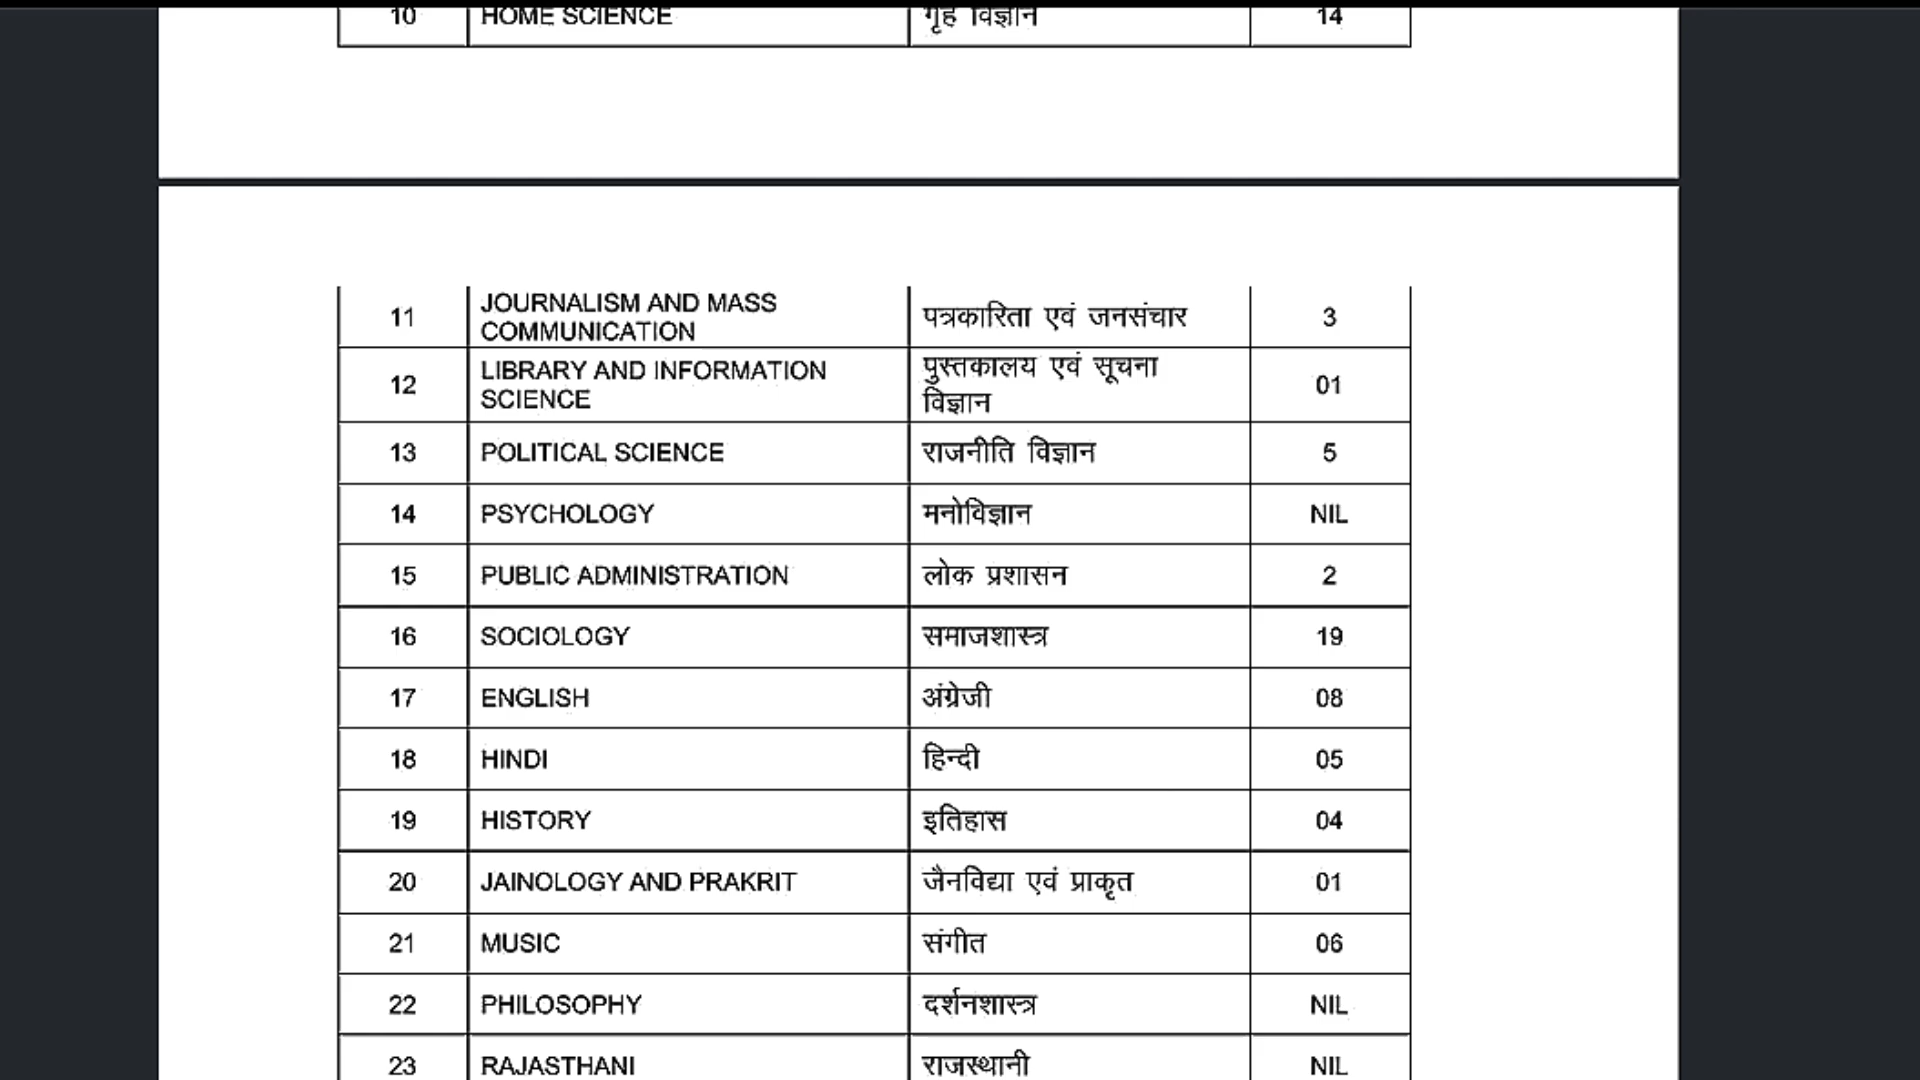 10 HOME SCIENCE गृह विज्ञान 14
11 JOURNALISM AND MASS COMMUNICATION पत्रकारिता एवं जनसंचार 3
12 LIBRARY AND INFORMATION SCIENCE पुस्तकालय एवं सूचना विज्ञान 01
13 POLITICAL SCIENCE राजनीति विज्ञान 5
14 PSYCHOLOGY मनोविज्ञान NIL
15 PUBLIC ADMINISTRATION लोक प्रशासन 2
16 SOCIOLOGY समाजशास्त्र 19
17 ENGLISH अंग्रेजी 08
18 HINDI हिन्दी 05
19 HISTORY इतिहास 04
20 JAINOLOGY AND PRAKRIT जैनविद्या एवं प्राकृत 01
21 MUSIC संगीत 06
22 PHILOSOPHY दर्शनशास्त्र NIL
23 RAJASTHANI राजस्थानी NIL